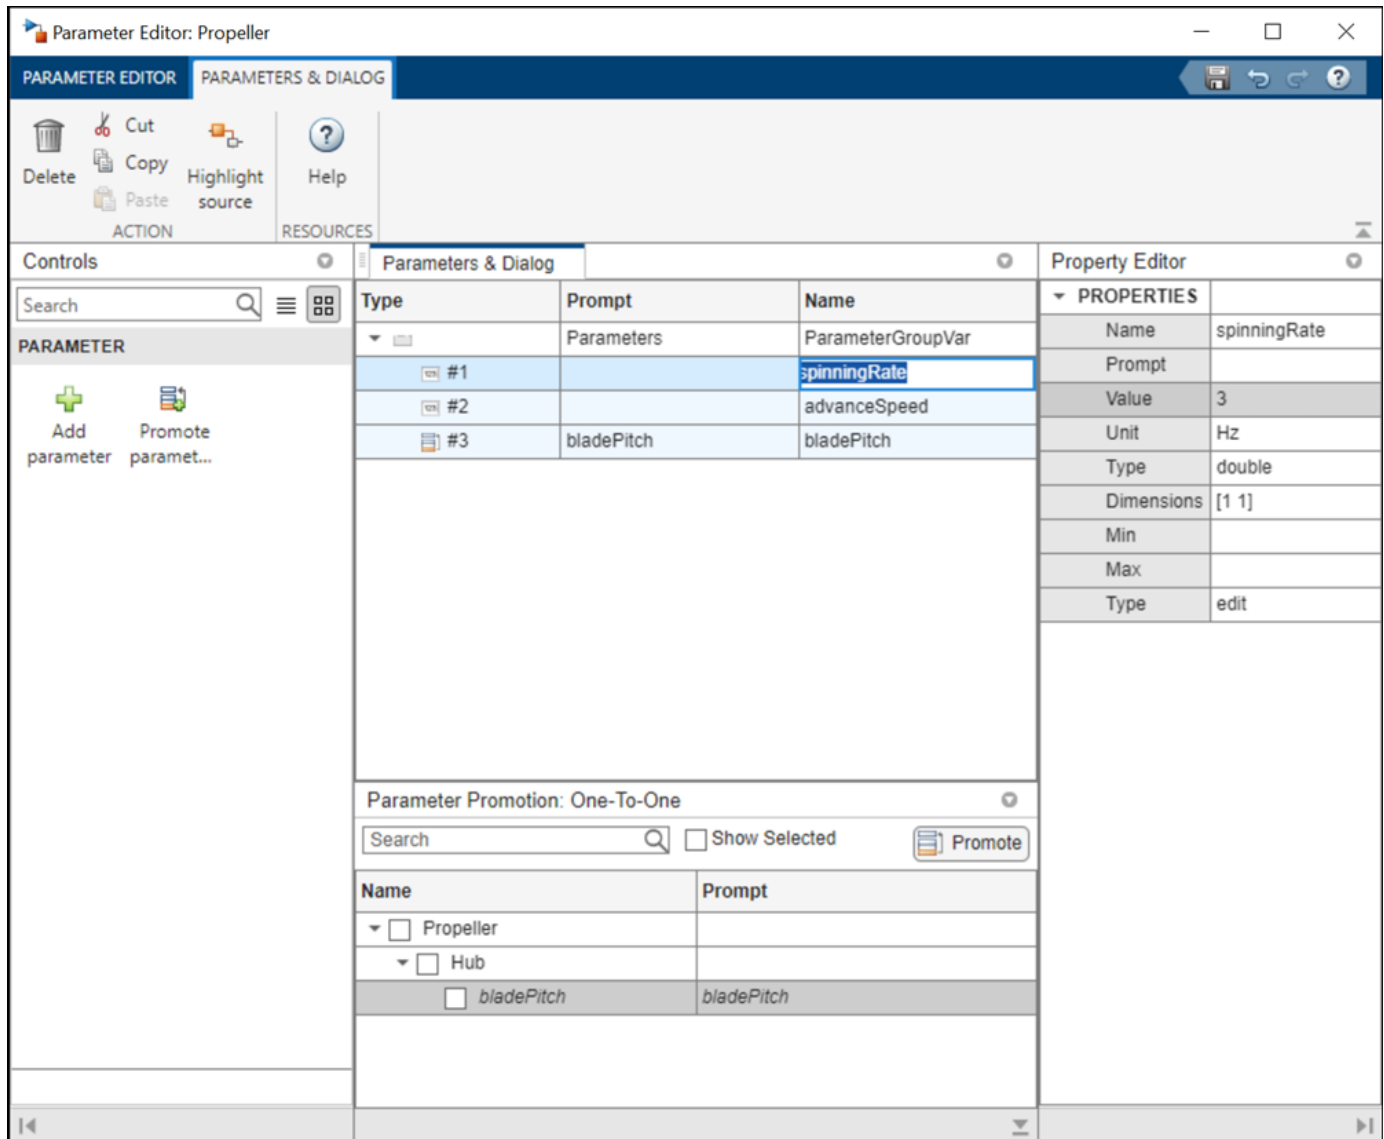 Parameter Editor: Propeller
PARAMETER EDITOR PARAMETERS & DIALOG
Delete
Cut
Copy
Paste
Highlight source
ACTION
Help
RESOURCES
Controls
Search
PARAMETER
Add parameter
Promote paramet...
Parameters & Dialog
Type Prompt Name
Parameters ParameterGroupVar
#1 spinningRate
#2 advanceSpeed
#3 bladePitch bladePitch
Parameter Promotion: One-To-One
Search Show Selected Promote
Name Prompt
Propeller
Hub
bladePitch bladePitch
Property Editor
PROPERTIES
Name spinningRate
Prompt
Value 3
Unit Hz
Type double
Dimensions [1 1]
Min
Max
Type edit